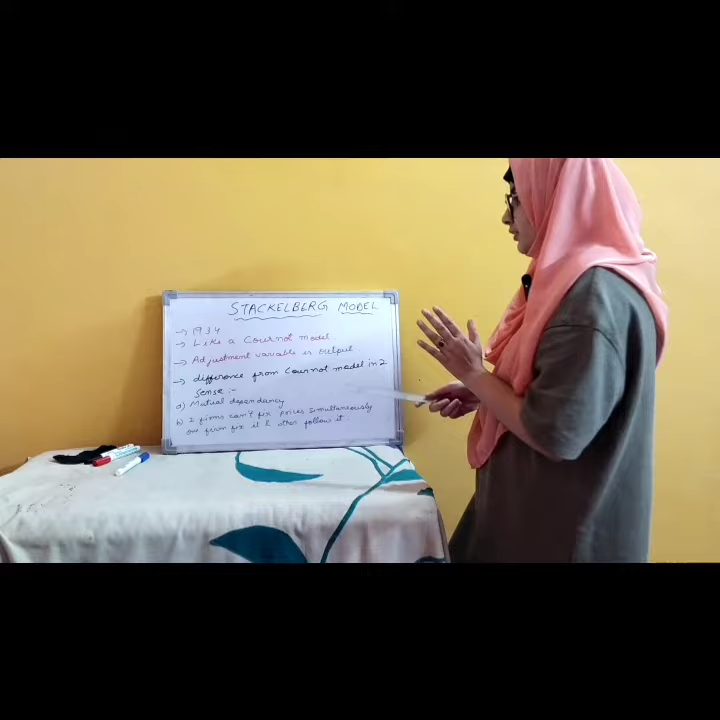 STACKELBERG MODEL
→ 1934
→ Like a Cournot model
→ Adjustment variable is output
→ difference from Cournot model in 2
sense :-
a) Mutual dependancy
b) 2 firms can't fix prices simultaneously
one firm fix it & other follow it